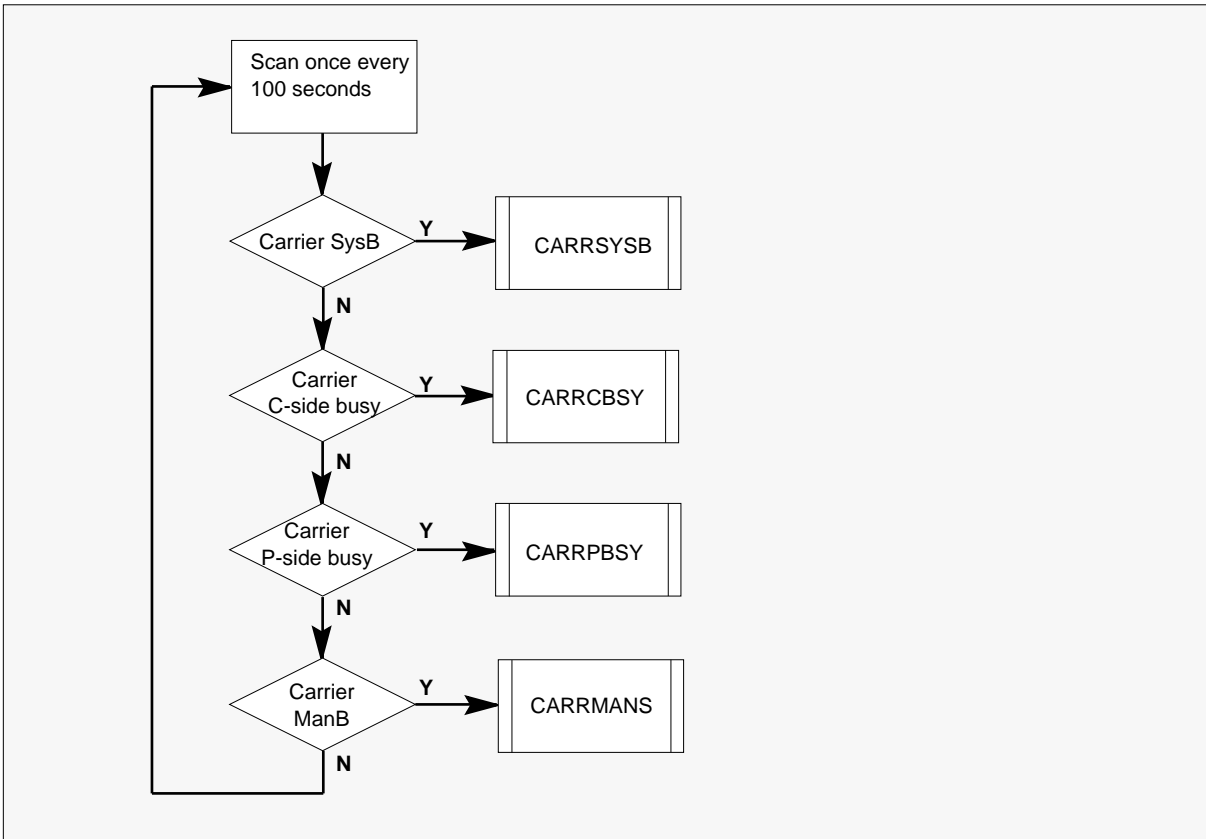 Scan once every
100 seconds
Carrier SysB
Y
CARRSYSB
N
Carrier
C-side busy
Y
CARRCBSY
N
Carrier
P-side busy
Y
CARRPBSY
N
Carrier
ManB
Y
CARRMANS
N